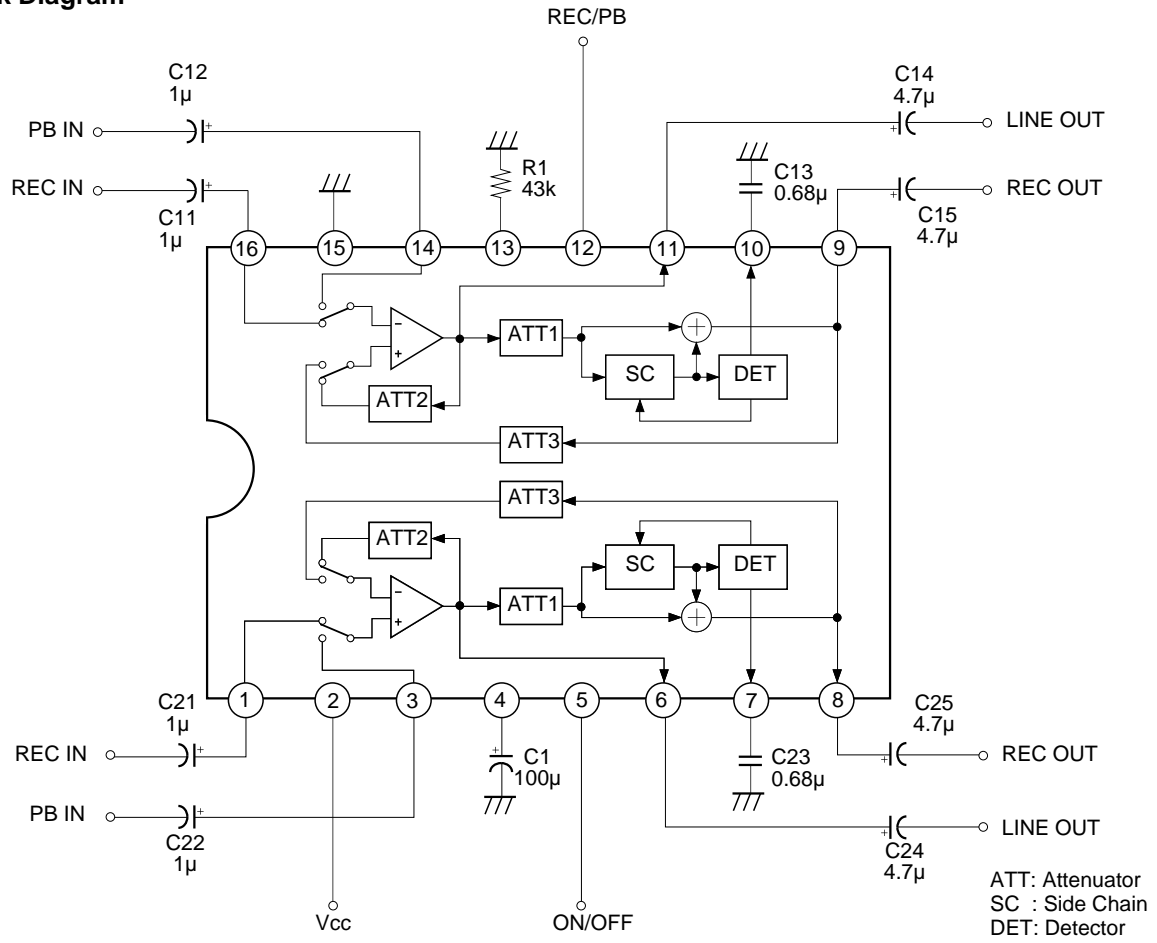 k Diagram
REC/PB
C12
1µ
C14
4.7µ
PB IN
+
+
LINE OUT
R1
43k
C13
0.68µ
REC IN
+
+
REC OUT
C11
1µ
C15
4.7µ
16
15
14
13
12
11
10
9
−
+
ATT1
+
SC
DET
ATT2
ATT3
ATT3
ATT2
SC
DET
−
+
ATT1
+
1
2
3
4
5
6
7
8
C21
1µ
C25
4.7µ
REC IN
+
+
C1
100µ
C23
0.68µ
+
REC OUT
PB IN
+
+
LINE OUT
C22
1µ
C24
4.7µ
Vcc
ON/OFF
ATT: Attenuator
SC : Side Chain
DET: Detector